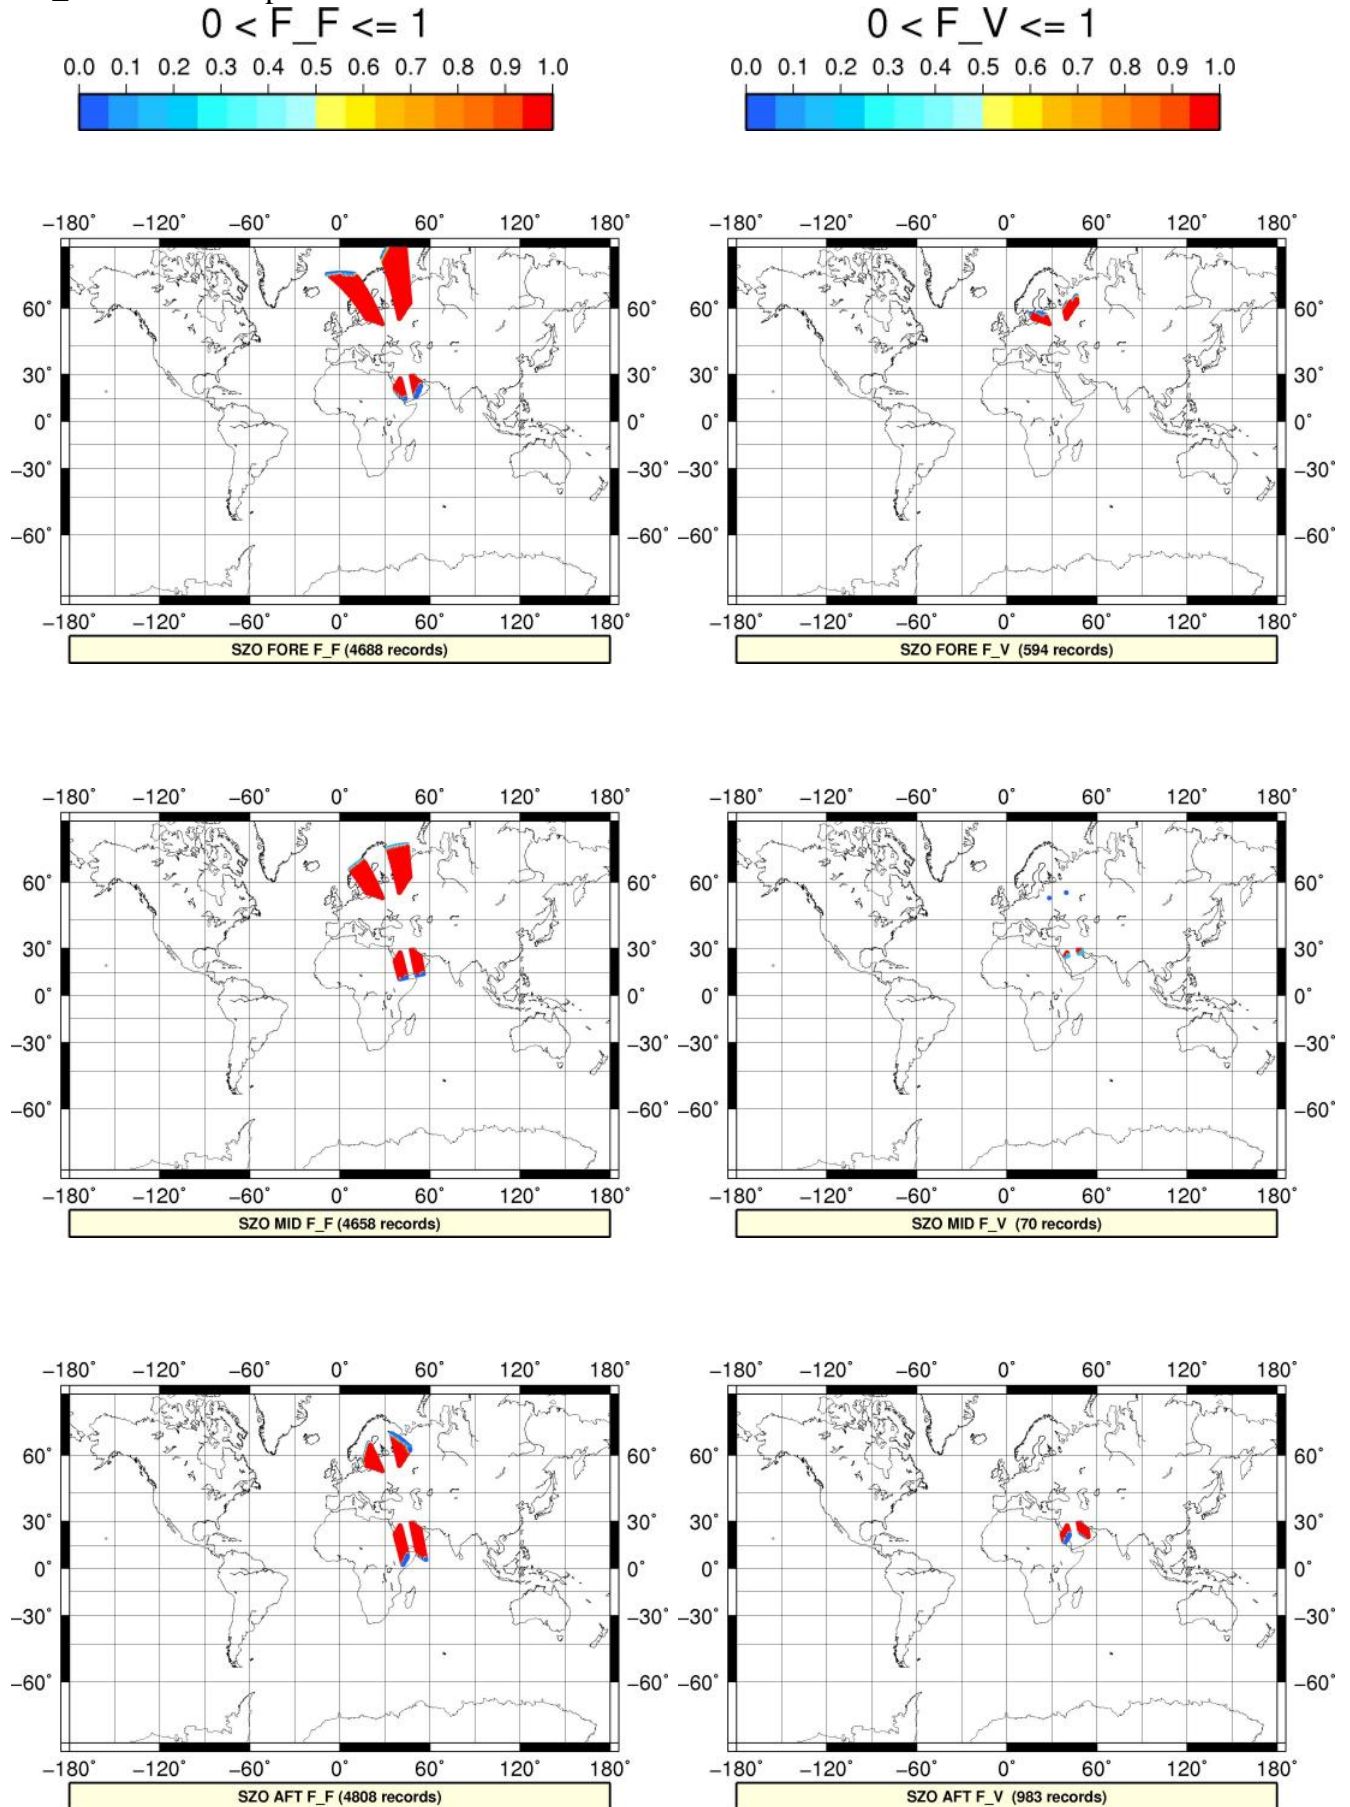 0 < F_F <= 1 0 < F_V <= 1
0.0 0.1 0.2 0.3 0.4 0.5 0.6 0.7 0.8 0.9 1.0 0.0 0.1 0.2 0.3 0.4 0.5 0.6 0.7 0.8 0.9 1.0
−180˚ −120˚ −60˚ 0˚ 60˚ 120˚ 180˚ −180˚ −120˚ −60˚ 0˚ 60˚ 120˚ 180˚
60˚ 60˚ 60˚ 60˚
30˚ 30˚ 30˚ 30˚
0˚ 0˚ 0˚ 0˚
−30˚ −30˚ −30˚ −30˚
−60˚ −60˚ −60˚ −60˚
−180˚ −120˚ −60˚ 0˚ 60˚ 120˚ 180˚ −180˚ −120˚ −60˚ 0˚ 60˚ 120˚ 180˚
SZO FORE F_F (4688 records) SZO FORE F_V (594 records)
−180˚ −120˚ −60˚ 0˚ 60˚ 120˚ 180˚ −180˚ −120˚ −60˚ 0˚ 60˚ 120˚ 180˚
60˚ 60˚ 60˚ 60˚
30˚ 30˚ 30˚ 30˚
0˚ 0˚ 0˚ 0˚
−30˚ −30˚ −30˚ −30˚
−60˚ −60˚ −60˚ −60˚
−180˚ −120˚ −60˚ 0˚ 60˚ 120˚ 180˚ −180˚ −120˚ −60˚ 0˚ 60˚ 120˚ 180˚
SZO MID F_F (4658 records) SZO MID F_V (70 records)
−180˚ −120˚ −60˚ 0˚ 60˚ 120˚ 180˚ −180˚ −120˚ −60˚ 0˚ 60˚ 120˚ 180˚
60˚ 60˚ 60˚ 60˚
30˚ 30˚ 30˚ 30˚
0˚ 0˚ 0˚ 0˚
−30˚ −30˚ −30˚ −30˚
−60˚ −60˚ −60˚ −60˚
−180˚ −120˚ −60˚ 0˚ 60˚ 120˚ 180˚ −180˚ −120˚ −60˚ 0˚ 60˚ 120˚ 180˚
SZO AFT F_F (4808 records) SZO AFT F_V (983 records)